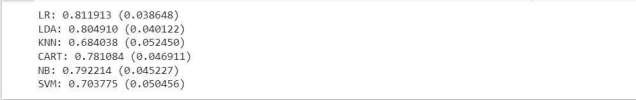 LR: 0.811913 (0.038648)
LDA: 0.804910 (0.040122)
KNN: 0.684038 (0.052450)
CART: 0.781084 (0.046911)
NB: 0.792214 (0.045227)
SVM: 0.703775 (0.050456)